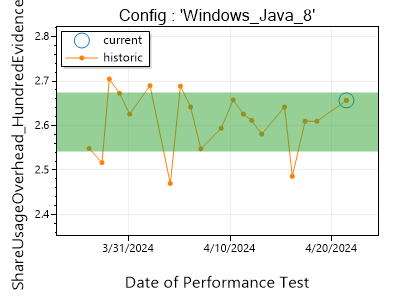 Config : 'Windows_Java_8'
current
historic
ShareUsageOverhead_HundredEvidence
2.8
2.7
2.6
2.5
2.4
3/31/2024
4/10/2024
4/20/2024
Date of Performance Test